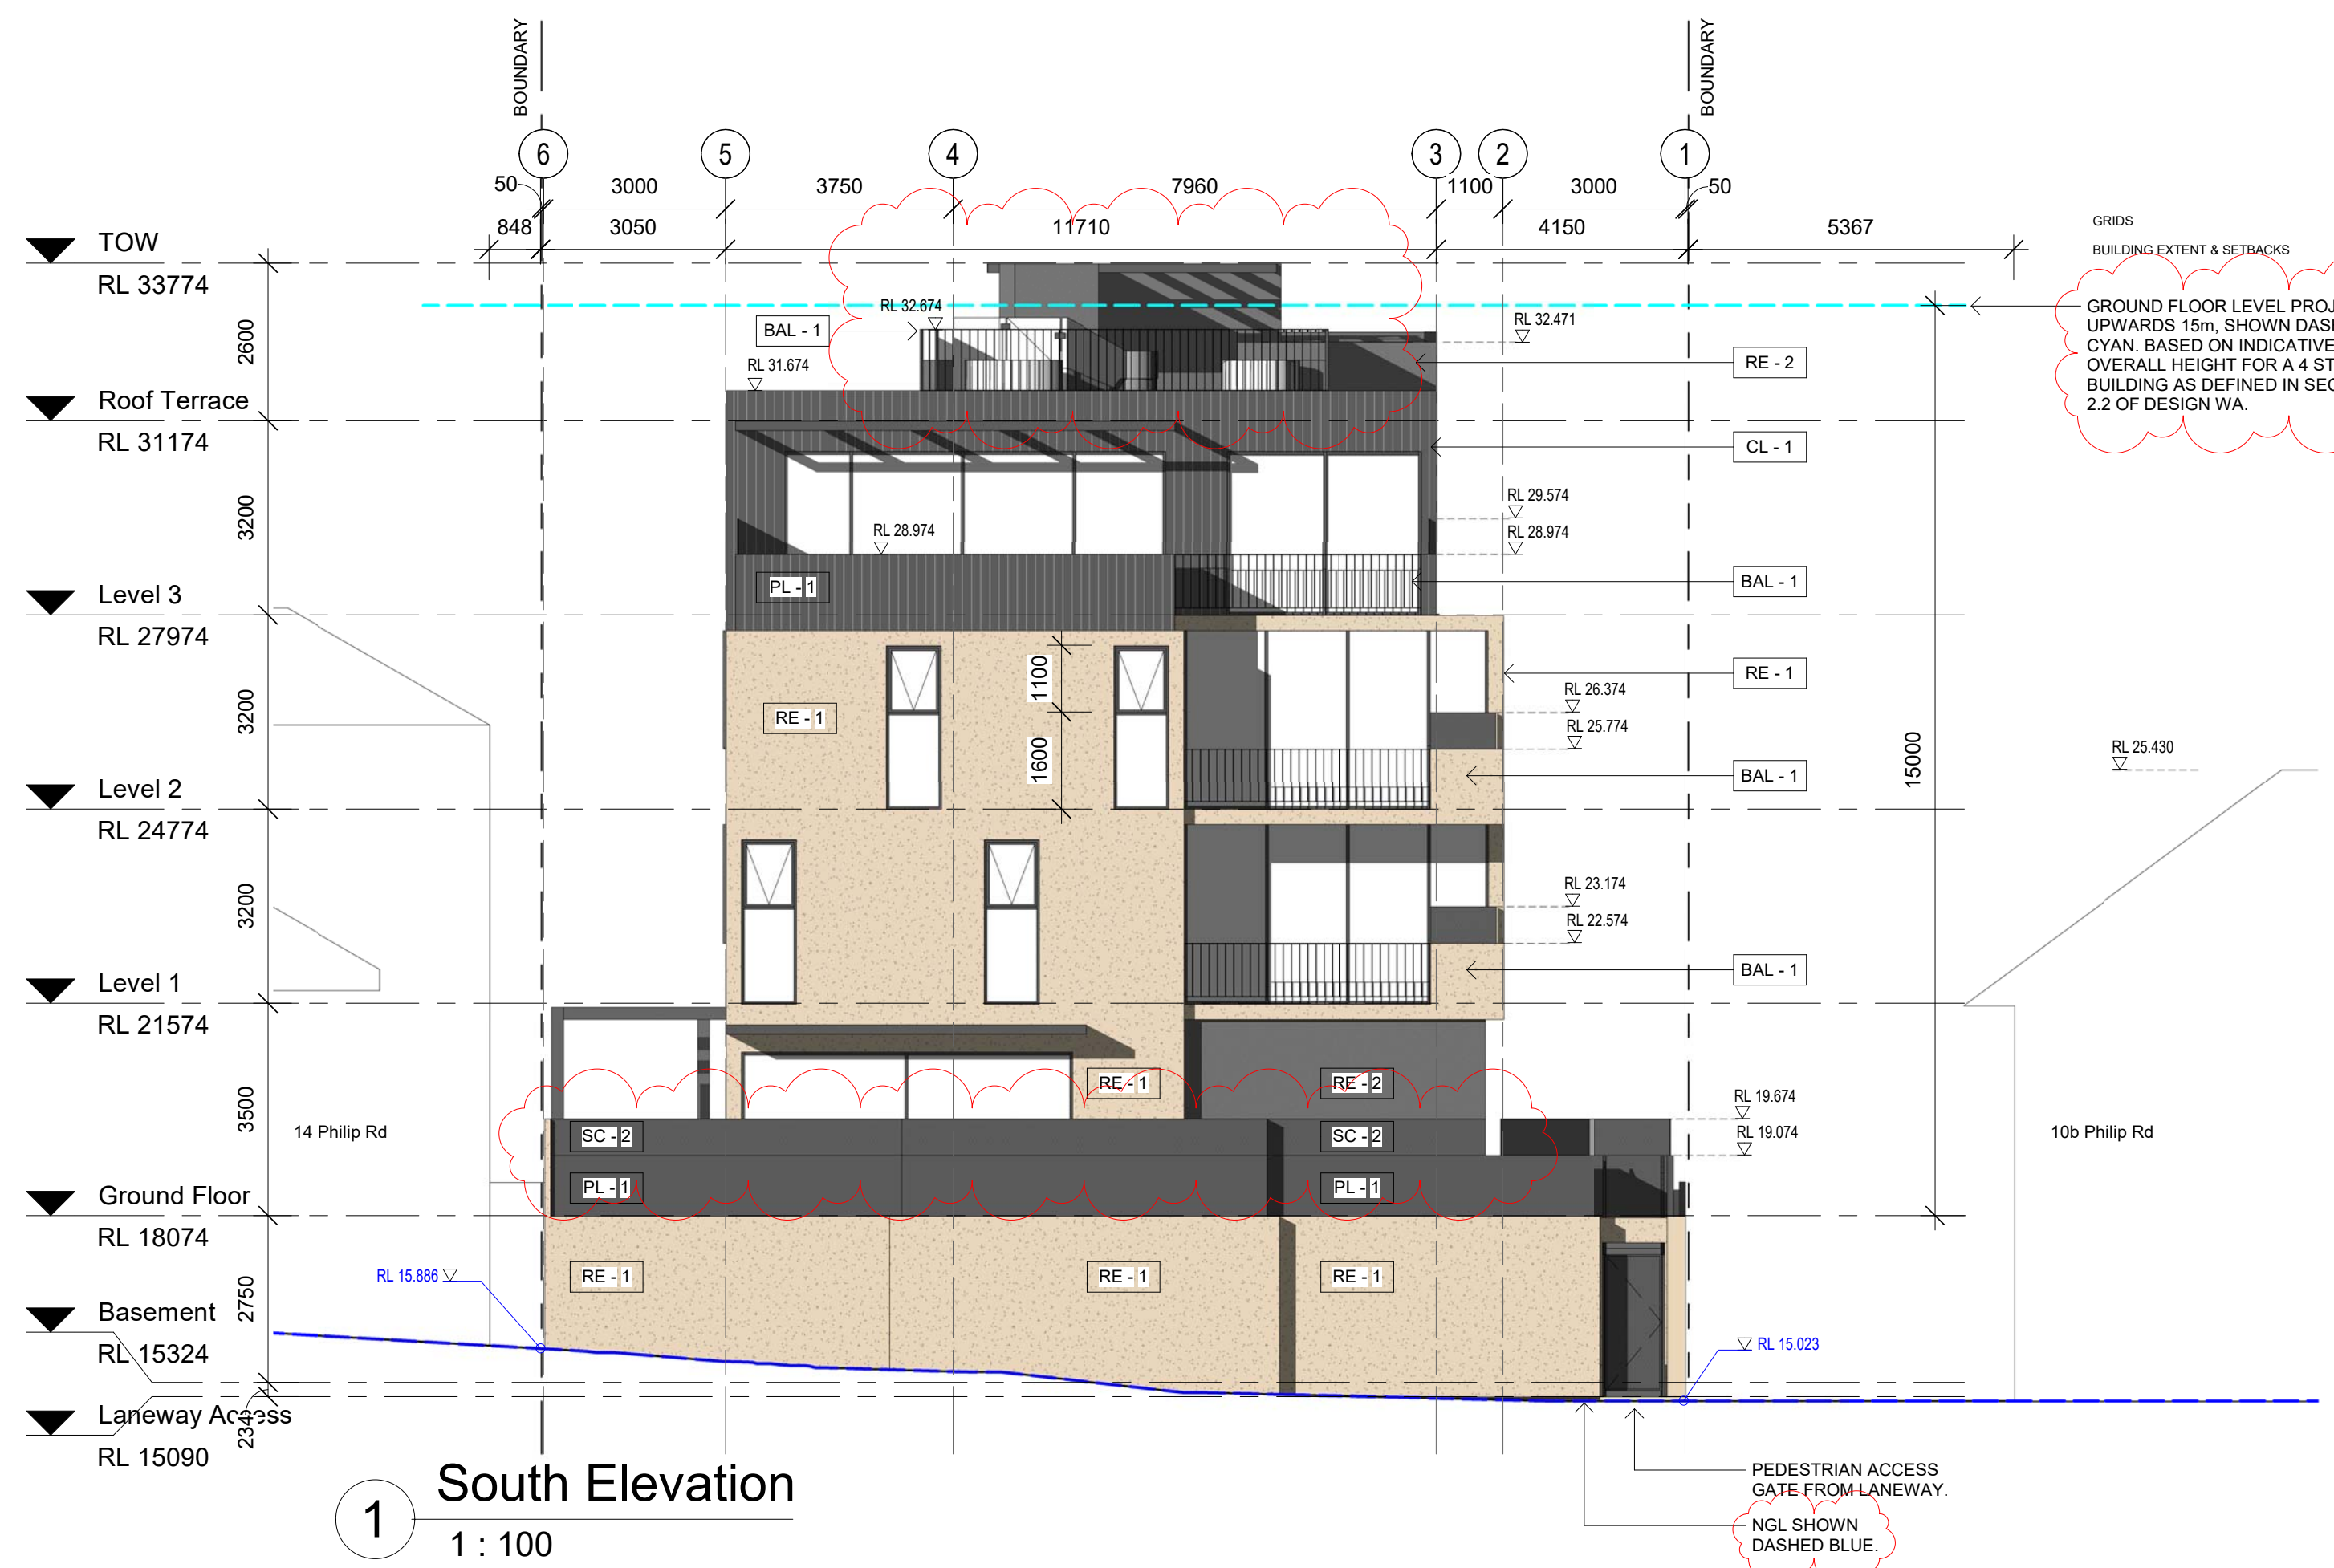 BOUNDARY
BOUNDARY
6 5 4 3 2 1
50 3000 3750 7960 1100 3000 50
848 3050 11710 4150 5367
GRIDS
BUILDING EXTENT & SETBACKS
TOW
RL 33774
GROUND FLOOR LEVEL
UPWARDS 15m, SHOWN
CYAN. BASED ON INDICATIVE
OVERALL HEIGHT FOR A 4
BUILDING AS DEFINED IN
2.2 OF DESIGN WA.
RL 32.674
BAL - 1
RL 32.471
2600
RE - 2
RL 31.674
Roof Terrace
RL 31174
CL - 1
3200
RL 29.574
RL 28.974
RL 28.974
PL - 1
BAL - 1
Level 3
RL 27974
1100
RE - 1
RE - 1
3200
RL 26.374
RL 25.774
1600
BAL - 1
15000
RL 25.430
Level 2
RL 24774
3200
RL 23.174
RL 22.574
BAL - 1
Level 1
RL 21574
3500
RE - 1
RE - 2
RL 19.674
14 Philip Rd
SC - 2
SC - 2
RL 19.074
10b Philip Rd
PL - 1
PL - 1
Ground Floor
RL 18074
2750
RL 15.886
RE - 1
RE - 1
RE - 1
Basement
RL 15324
RL 15.023
234
Laneway Access
RL 15090
PEDESTRIAN ACCESS
GATE FROM LANEWAY.
NGL SHOWN
DASHED BLUE.
1
South Elevation
1 : 100